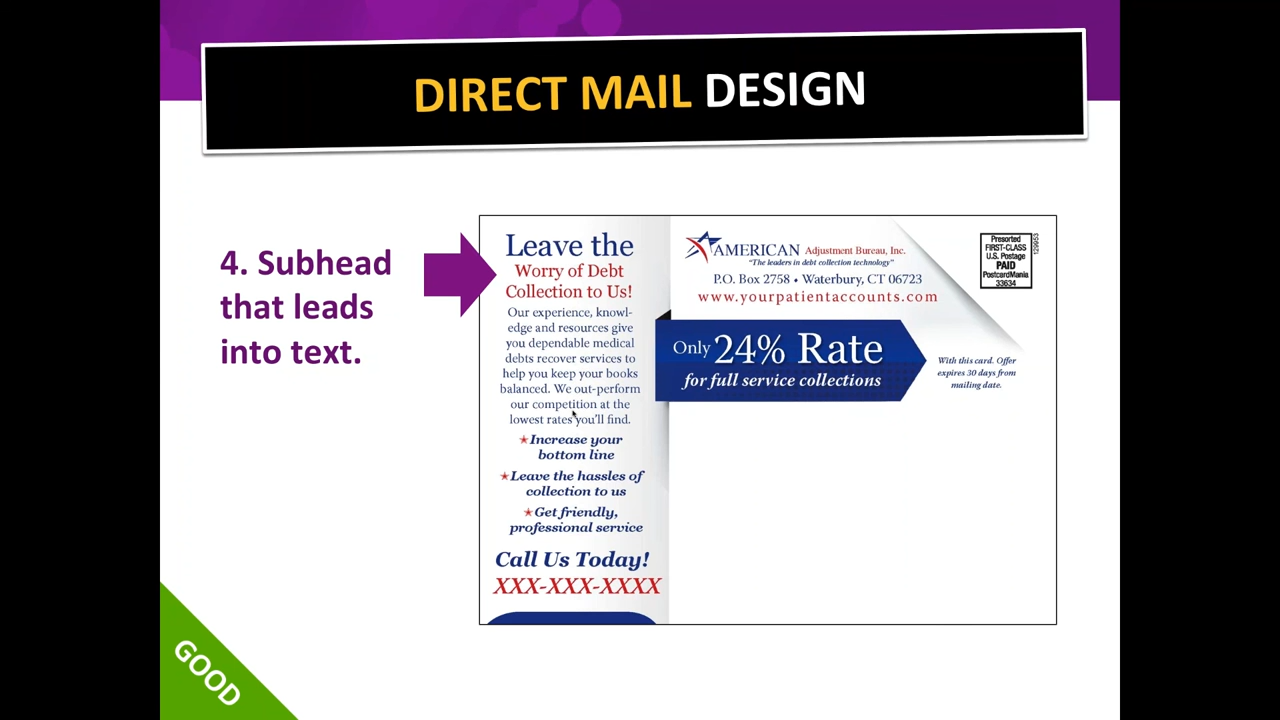 DIRECT MAIL DESIGN
4. Subhead
that leads
into text.
Leave the
Worry of Debt
Collection to Us!
Our experience, knowl-
edge and resources give
you dependable medical
debts recover services to
help you keep your books
balanced. We out-perform
our competition at the
lowest rates you'll find.
Increase your
bottom line
Leave the hassles of
collection to us
Get friendly,
professional service
Call Us Today!
XXX-XXX-XXXX
AMERICAN Adjustment Bureau, Inc.
"The leaders in debt collection technology"
P.O. Box 2758 • Waterbury, CT 06723
www.yourpatientaccounts.com
Presorted
FIRST-CLASS
U.S. Postage
PAID
PostcardMania
33634
129953
Only 24% Rate
for full service collections
With this card. Offer
expires 30 days from
mailing date.
GOOD